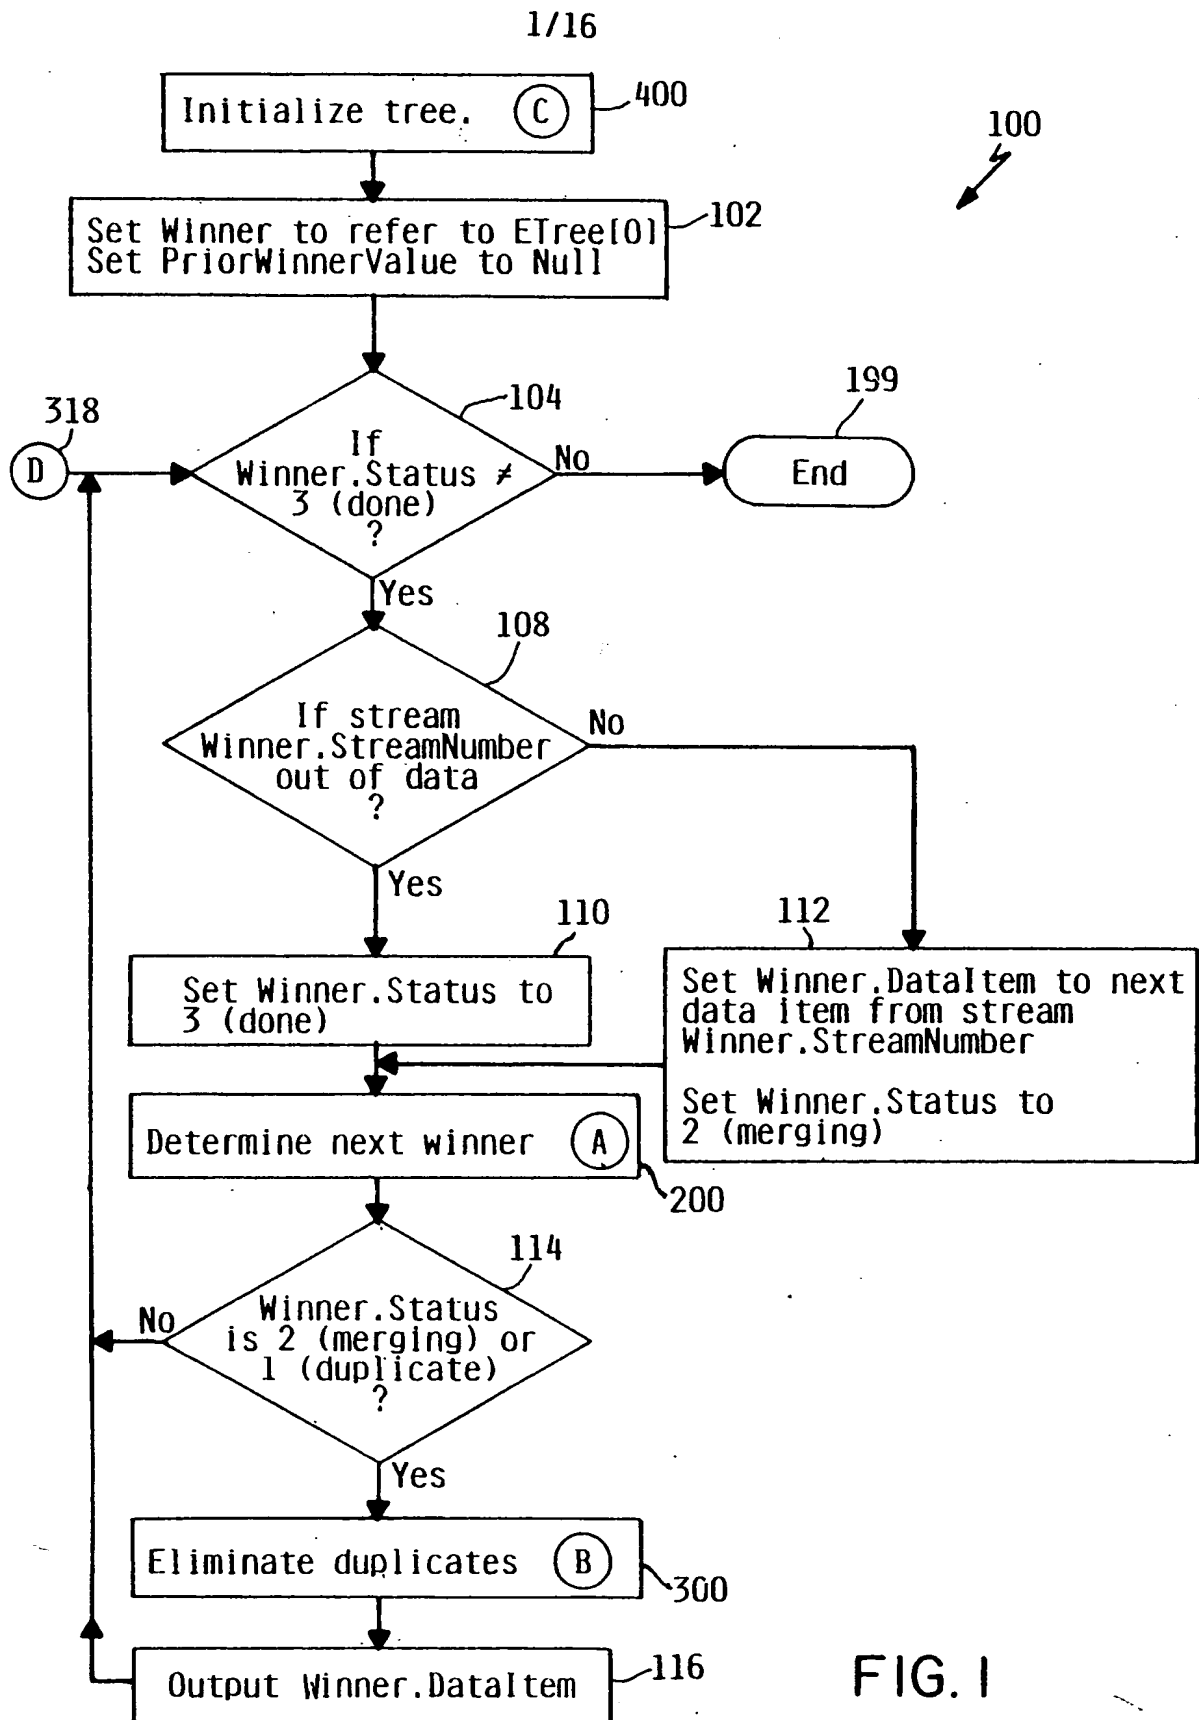 1/16
Initialize tree. C
400
100
Set Winner to refer to ETree[0]
Set PriorWinnerValue to Null
102
318
D
104
If
Winner.Status ≠
3 (done)
?
No
199
End
Yes
108
If stream
Winner.StreamNumber
out of data
?
No
Yes
110
Set Winner.Status to
3 (done)
112
Set Winner.DataItem to next
data item from stream
Winner.StreamNumber
Set Winner.Status to
2 (merging)
Determine next winner A
200
114
Winner.Status
is 2 (merging) or
1 (duplicate)
?
No
Yes
Eliminate duplicates B
300
Output Winner.DataItem
116
FIG. 1